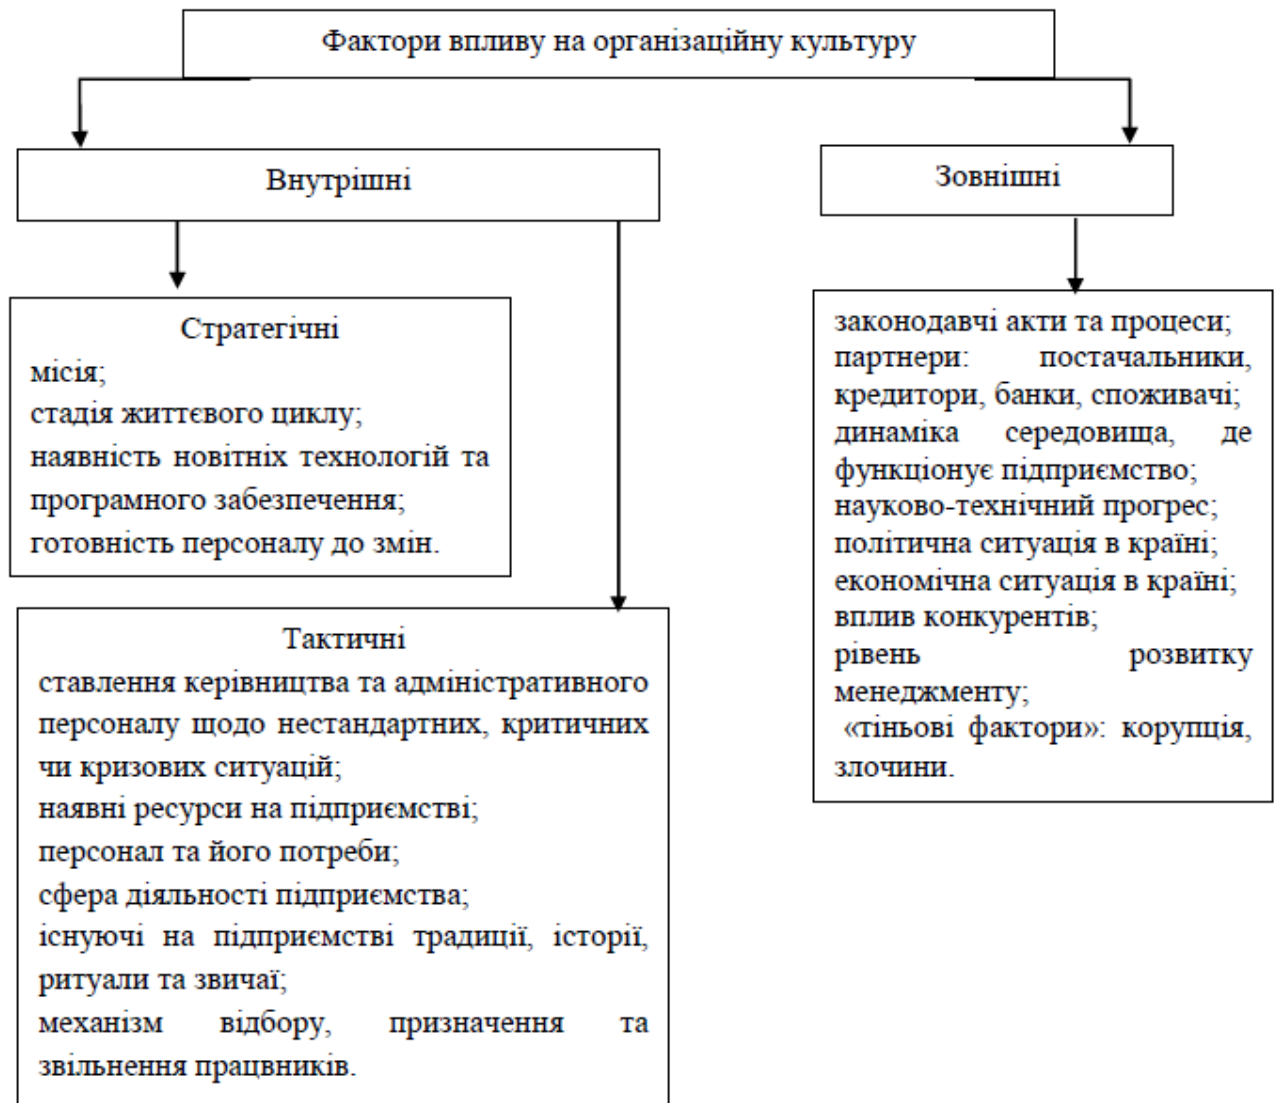 Фактори впливу на організаційну культуру
Внутрішні
Зовнішні
Стратегічні
місія;
стадія життєвого циклу;
наявність новітніх технологій та
програмного забезпечення;
готовність персоналу до змін.
Тактичні
ставлення керівництва та адміністративного
персоналу щодо нестандартних, критичних
чи кризових ситуацій;
наявні ресурси на підприємстві;
персонал та його потреби;
сфера діяльності підприємства;
існуючі на підприємстві традиції, історії,
ритуали та звичаї;
механізм відбору, призначення та
звільнення працвників.
законодавчі акти та процеси;
партнери: постачальники,
кредитори, банки, споживачі;
динаміка середовища, де
функціонує підприємство;
науково-технічний прогрес;
політична ситуація в країні;
економічна ситуація в країні;
вплив конкурентів;
рівень розвитку
менеджменту;
«тіньові фактори»: корупція,
злочини.